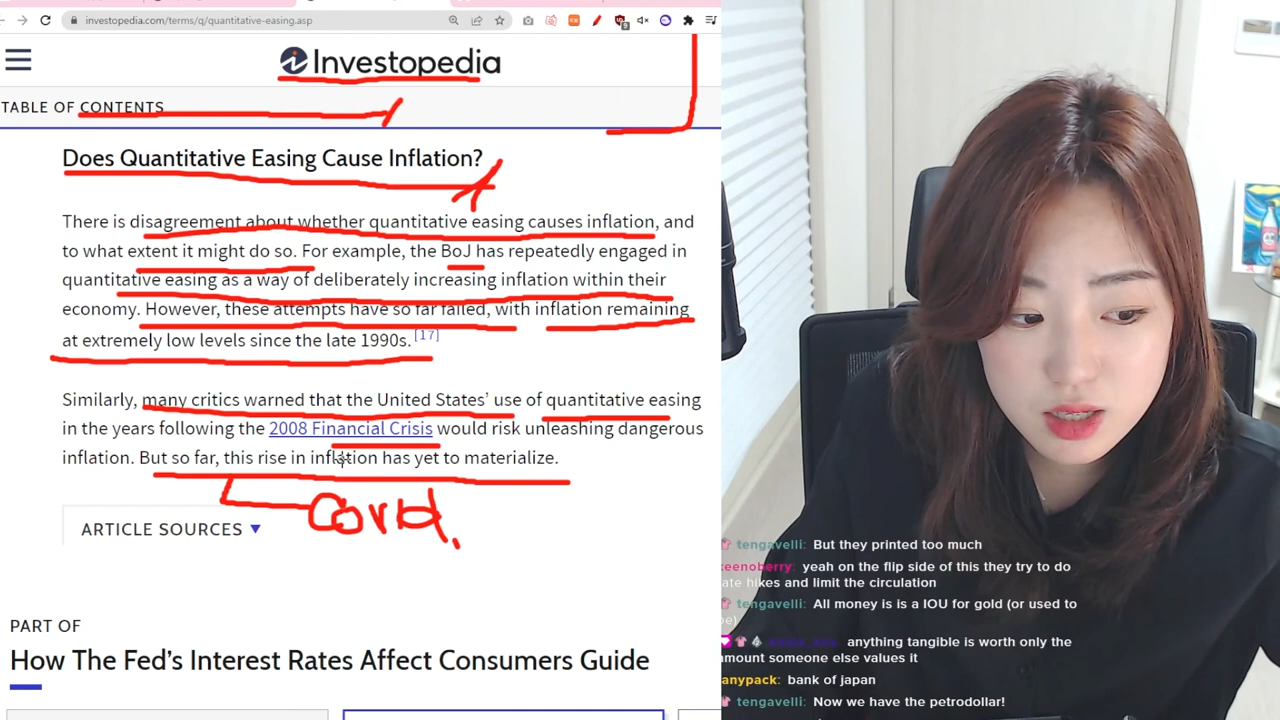 investopedia.com/terms/q/quantitative-easing.asp
Investopedia
TABLE OF CONTENTS
Does Quantitative Easing Cause Inflation?
There is disagreement about whether quantitative easing causes inflation, and
to what extent it might do so. For example, the BoJ has repeatedly engaged in
quantitative easing as a way of deliberately increasing inflation within their
economy. However, these attempts have so far failed, with inflation remaining
at extremely low levels since the late 1990s. [17]
Similarly, many critics warned that the United States' use of quantitative easing
in the years following the 2008 Financial Crisis would risk unleashing dangerous
inflation. But so far, this rise in inflation has yet to materialize.
Covid.
ARTICLE SOURCES
PART OF
How The Fed's Interest Rates Affect Consumers Guide
tengavelli: But they printed too much
keenoberry: yeah on the flip side of this they try to do
ate hikes and limit the circulation
tengavelli: All money is is a IOU for gold (or used to
be)
anything tangible is worth only the
amount someone else values it
anypack: bank of japan
tengavelli: Now we have the petrodollar!